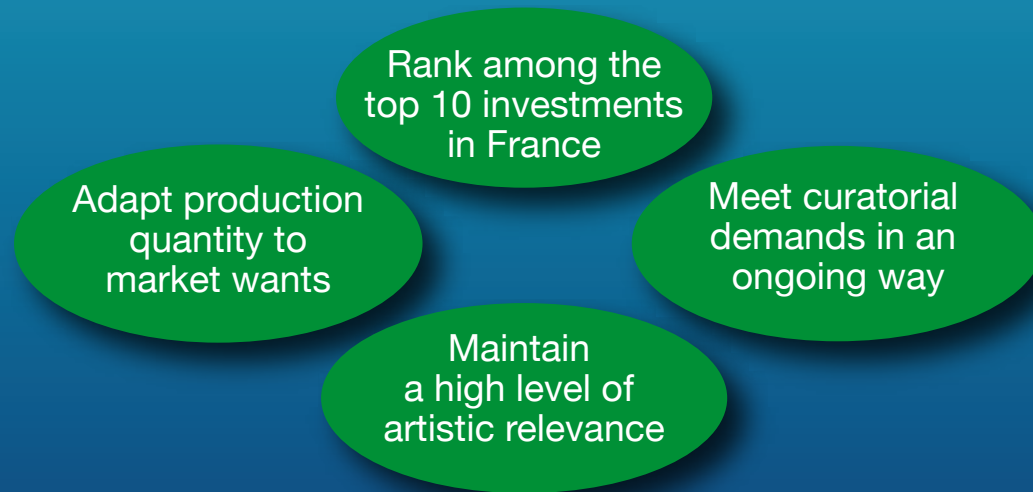 Rank among the
top 10 investments
in France
Adapt production
quantity to
market wants
Meet curatorial
demands in an
ongoing way
Maintain
a high level of
artistic relevance